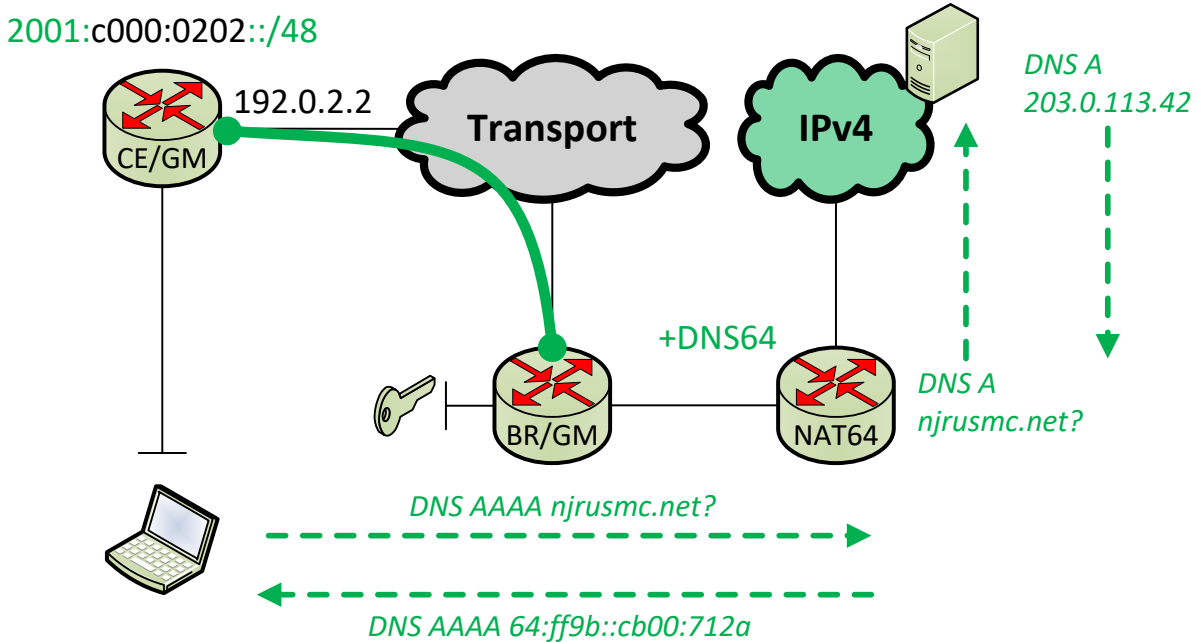 2001:c000:0202::/48
192.0.2.2
CE/GM
Transport
IPv4
DNS A
203.0.113.42
+DNS64
BR/GM
NAT64
DNS A
njrusmc.net?
DNS AAAA njrusmc.net?
DNS AAAA 64:ff9b::cb00:712a